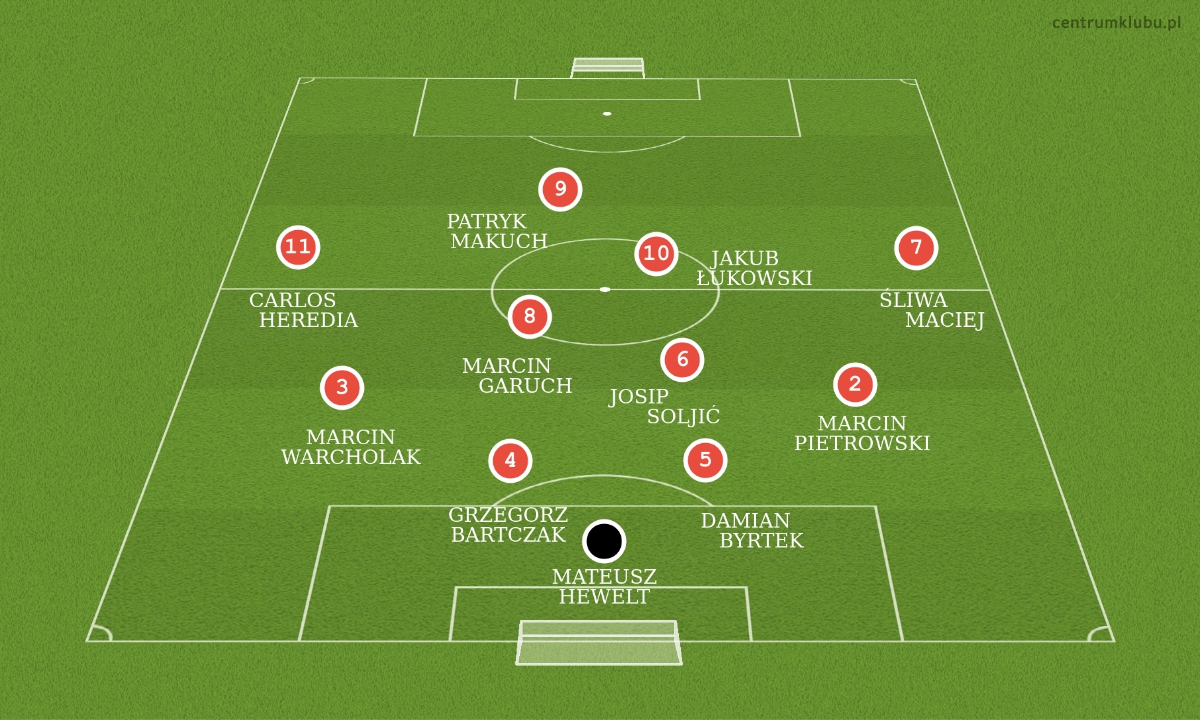 centrumklubu.pl
9
PATRYK
MAKUCH
11
CARLOS
HEREDIA
10
JAKUB
ŁUKOWSKI
7
ŚLIWA
MACIEJ
8
MARCIN
GARUCH
6
JOSIP
SOLJIĆ
3
MARCIN
WARCHOLAK
2
MARCIN
PIETROWSKI
4
GRZEGORZ
BARTCZAK
5
DAMIAN
BYRTEK
MATEUSZ
HEWELT